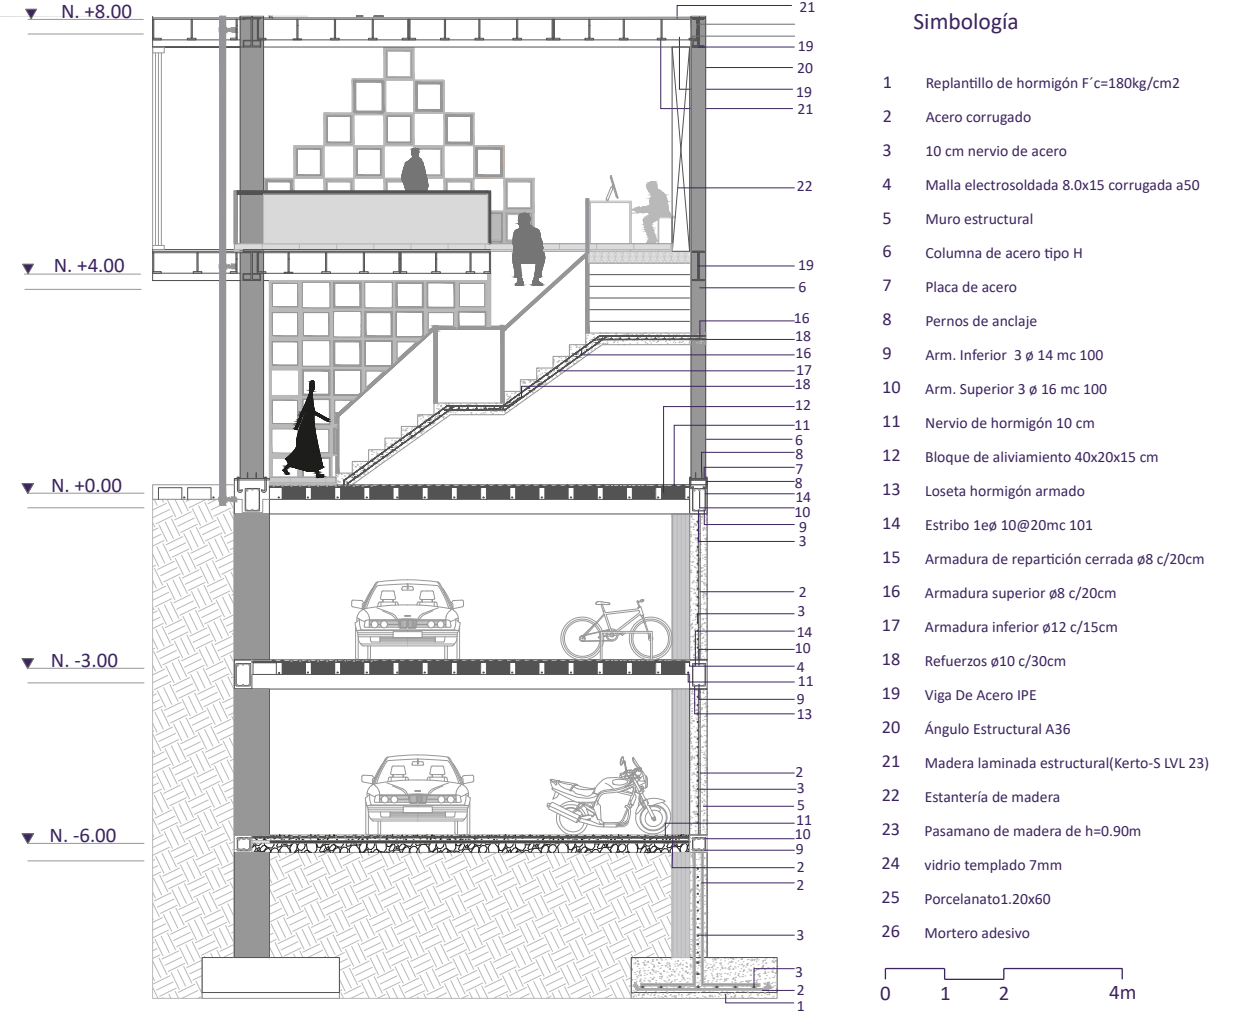 N. +8.00
N. +4.00
N. +0.00
N. -3.00
N. -6.00
21
19
20
19
21
22
19
6
16
18
16
17
18
12
11
6
8
7
8
14
10
9
3
2
3
14
10
4
11
9
13
2
3
5
11
10
9
2
2
3
3
2
1
Simbología
1 Replantillo de hormigón F´c=180kg/cm2
2 Acero corrugado
3 10 cm nervio de acero
4 Malla electrosoldada 8.0x15 corrugada a50
5 Muro estructural
6 Columna de acero tipo H
7 Placa de acero
8 Pernos de anclaje
9 Arm. Inferior 3 ø 14 mc 100
10 Arm. Superior 3 ø 16 mc 100
11 Nervio de hormigón 10 cm
12 Bloque de aliviamiento 40x20x15 cm
13 Loseta hormigón armado
14 Estribo 1eø 10@20mc 101
15 Armadura de repartición cerrada ø8 c/20cm
16 Armadura superior ø8 c/20cm
17 Armadura inferior ø12 c/15cm
18 Refuerzos ø10 c/30cm
19 Viga De Acero IPE
20 Ángulo Estructural A36
21 Madera laminada estructural(Kerto-S LVL 23)
22 Estantería de madera
23 Pasamano de madera de h=0.90m
24 vidrio templado 7mm
25 Porcelanato1.20x60
26 Mortero adesivo
0 1 2 4m